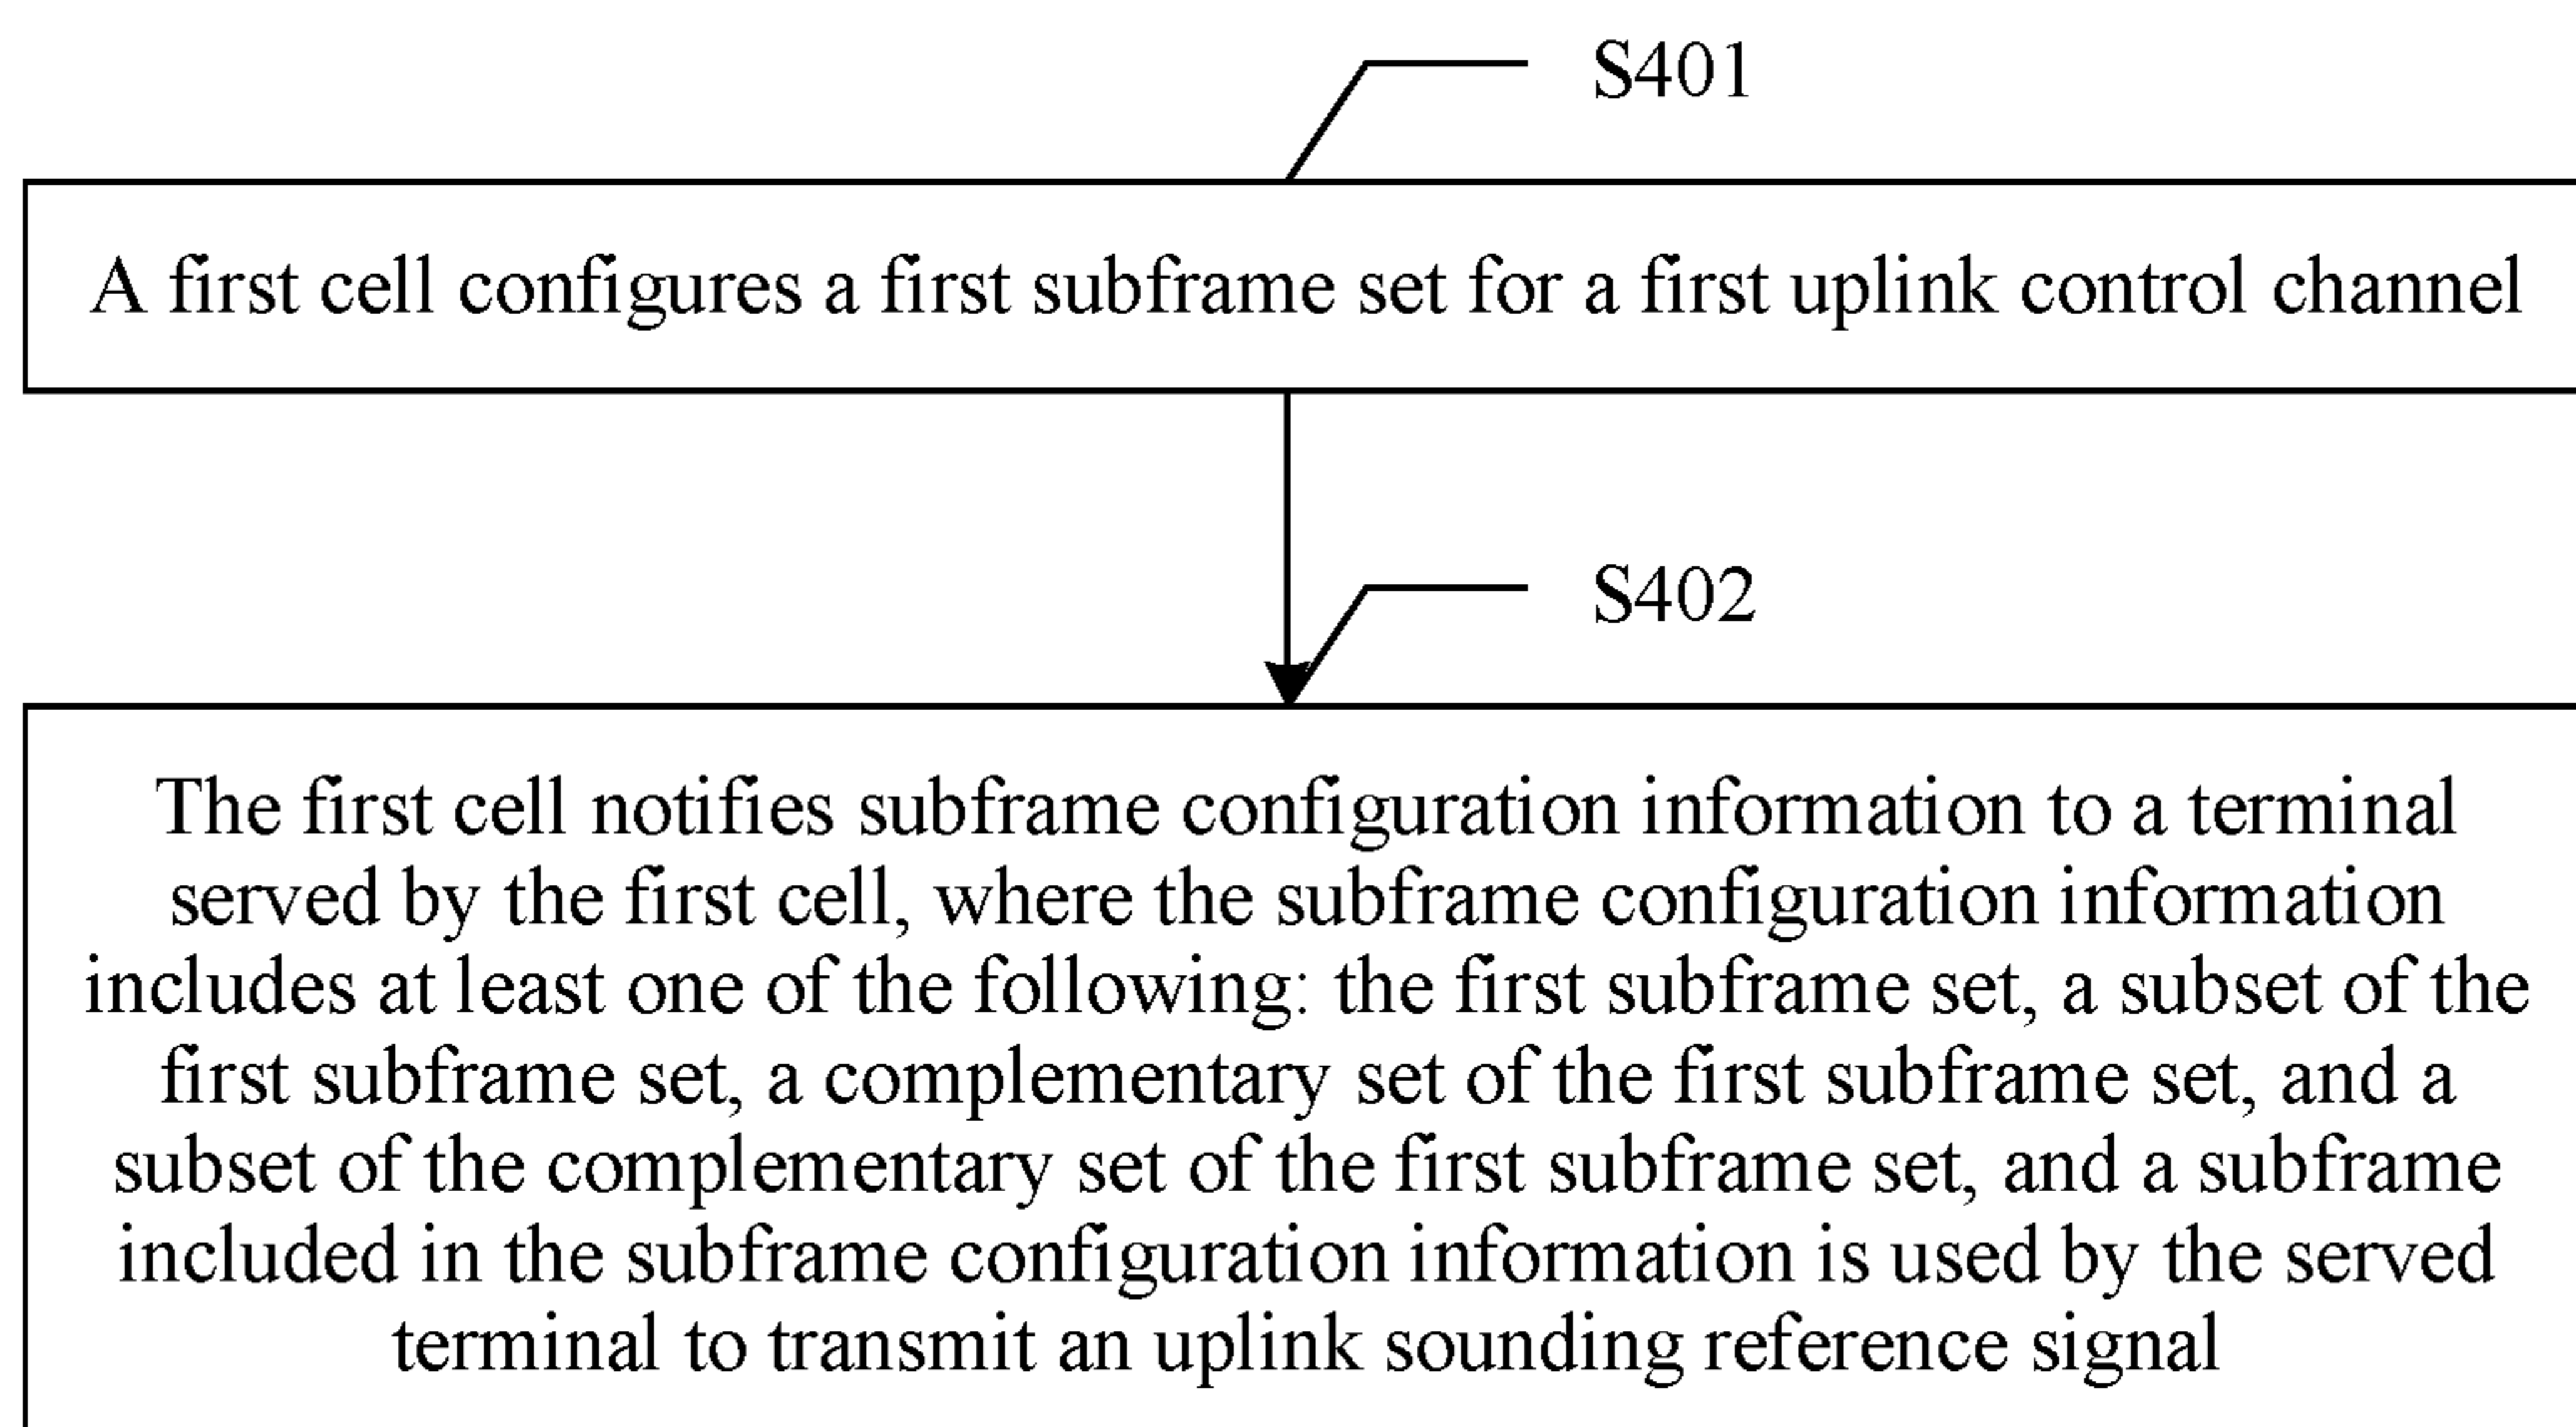 S401
A first cell configures a first subframe set for a first uplink control channel
S402
The first cell notifies subframe configuration information to a terminal
served by the first cell, where the subframe configuration information
includes at least one of the following: the first subframe set, a subset of the
first subframe set, a complementary set of the first subframe set, and a
subset of the complementary set of the first subframe set, and a subframe
included in the subframe configuration information is used by the served
terminal to transmit an uplink sounding reference signal